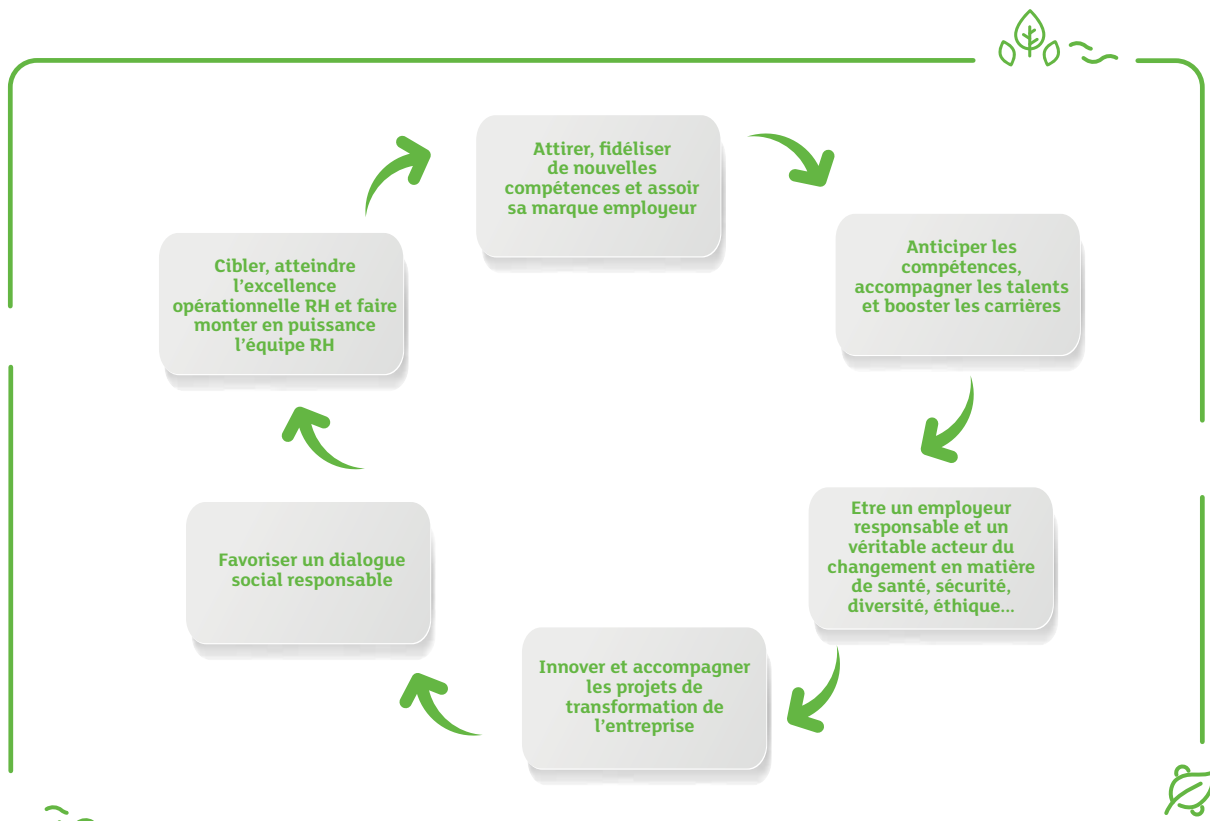 Attirer, fidéliser
de nouvelles
compétences et assoir
sa marque employeur
Anticiper les
compétences,
accompagner les talents
et booster les carrières
Etre un employeur
responsable et un
véritable acteur du
changement en matière
de santé, sécurité,
diversité, éthique...
Innover et accompagner
les projets de
transformation de
l'entreprise
Favoriser un dialogue
social responsable
Cibler, atteindre
l'excellence
opérationnelle RH et faire
monter en puissance
l'équipe RH